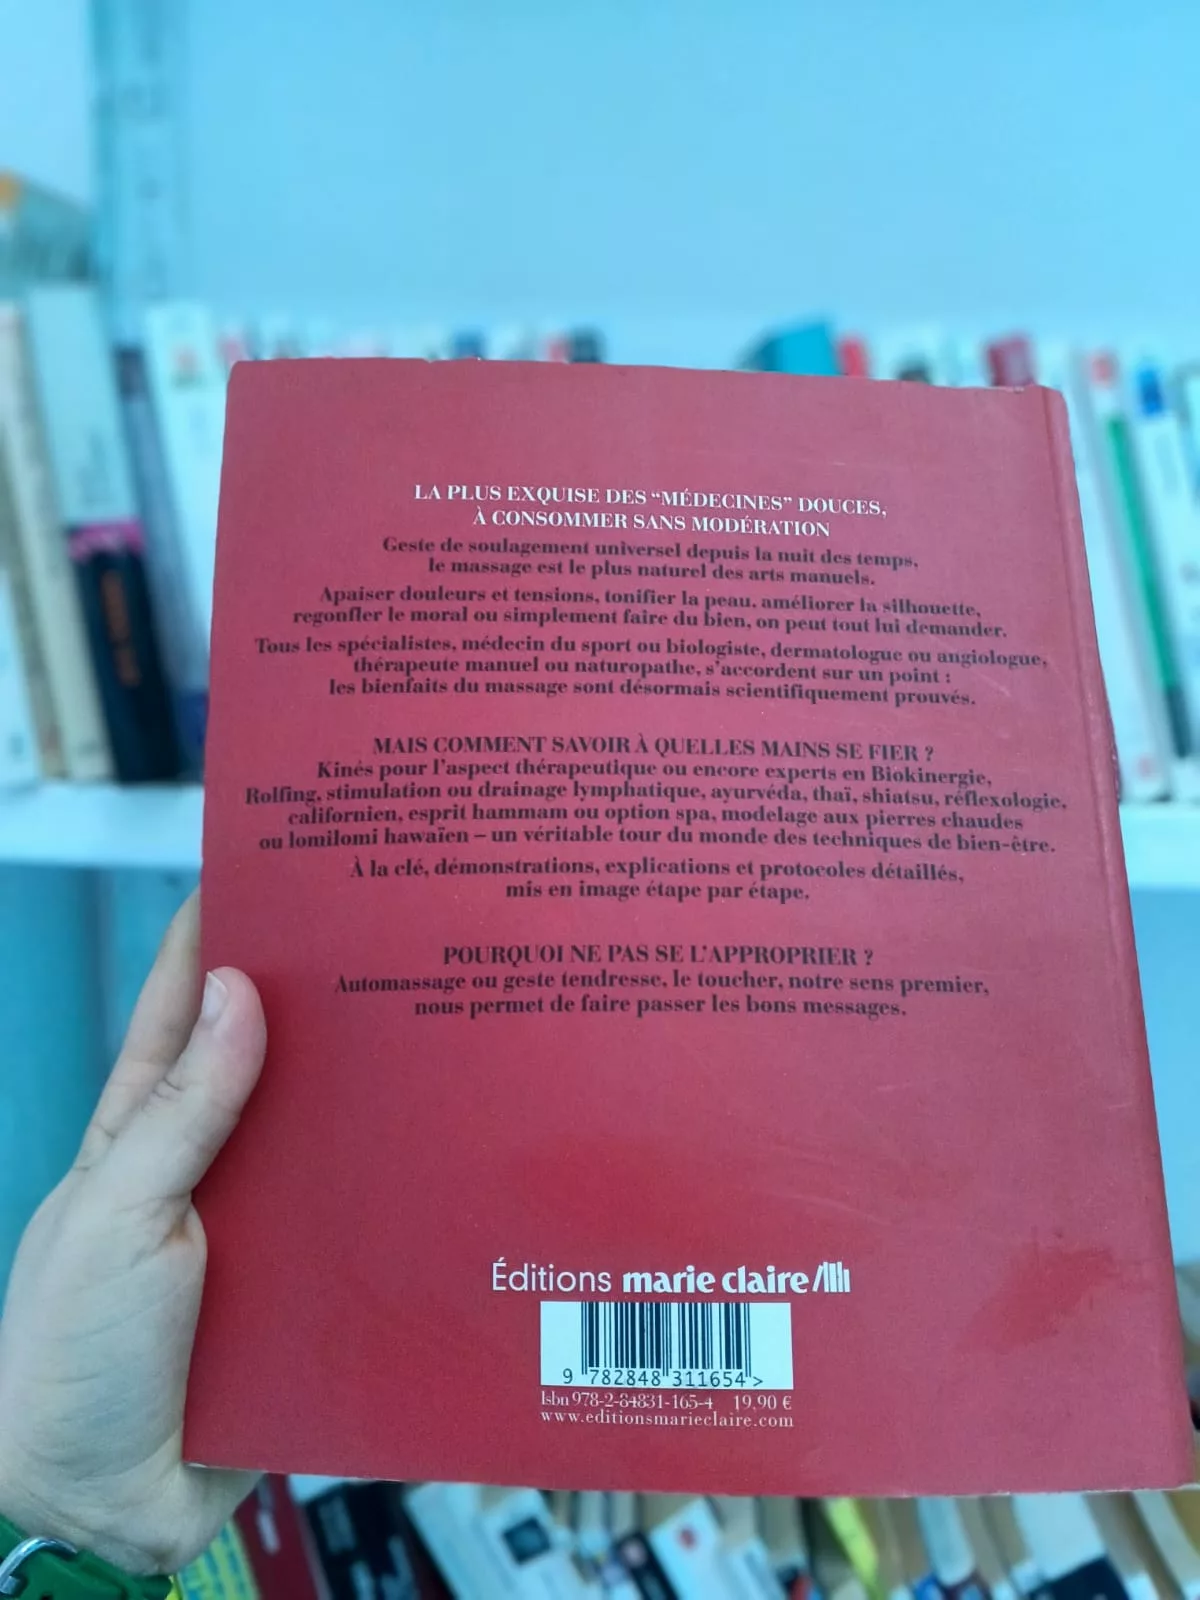 LA PLUS EXQUISE DES “MÉDECINES” DOUCES,
À CONSOMMER SANS MODÉRATION
Geste de soulagement universel depuis la nuit des temps,
le massage est le plus naturel des arts manuels.
Apaiser douleurs et tensions, tonifier la peau, améliorer la silhouette,
regonfler le moral ou simplement faire du bien, on peut tout lui demander.
Tous les spécialistes, médecin du sport ou biologiste, dermatologue ou angiologue,
thérapeute manuel ou naturopathe, s’accordent sur un point :
les bienfaits du massage sont désormais scientifiquement prouvés.
MAIS COMMENT SAVOIR À QUELLES MAINS SE FIER ?
Kinés pour l’aspect thérapeutique ou encore experts en Biokinergie,
Rolfing, stimulation ou drainage lymphatique, ayurvéda, thaï, shiatsu, réflexologie,
californien, esprit hammam ou option spa, modelage aux pierres chaudes
ou lomilomi hawaïen – un véritable tour du monde des techniques de bien-être.
À la clé, démonstrations, explications et protocoles détaillés,
mis en image étape par étape.
POURQUOI NE PAS SE L’APPROPRIER ?
Automassage ou geste tendresse, le toucher, notre sens premier,
nous permet de faire passer les bons messages.
Éditions marie claire
9 782848 311654 >
Isbn 978-2-84831-165-4 19,90 €
www.editionsmarieclaire.com